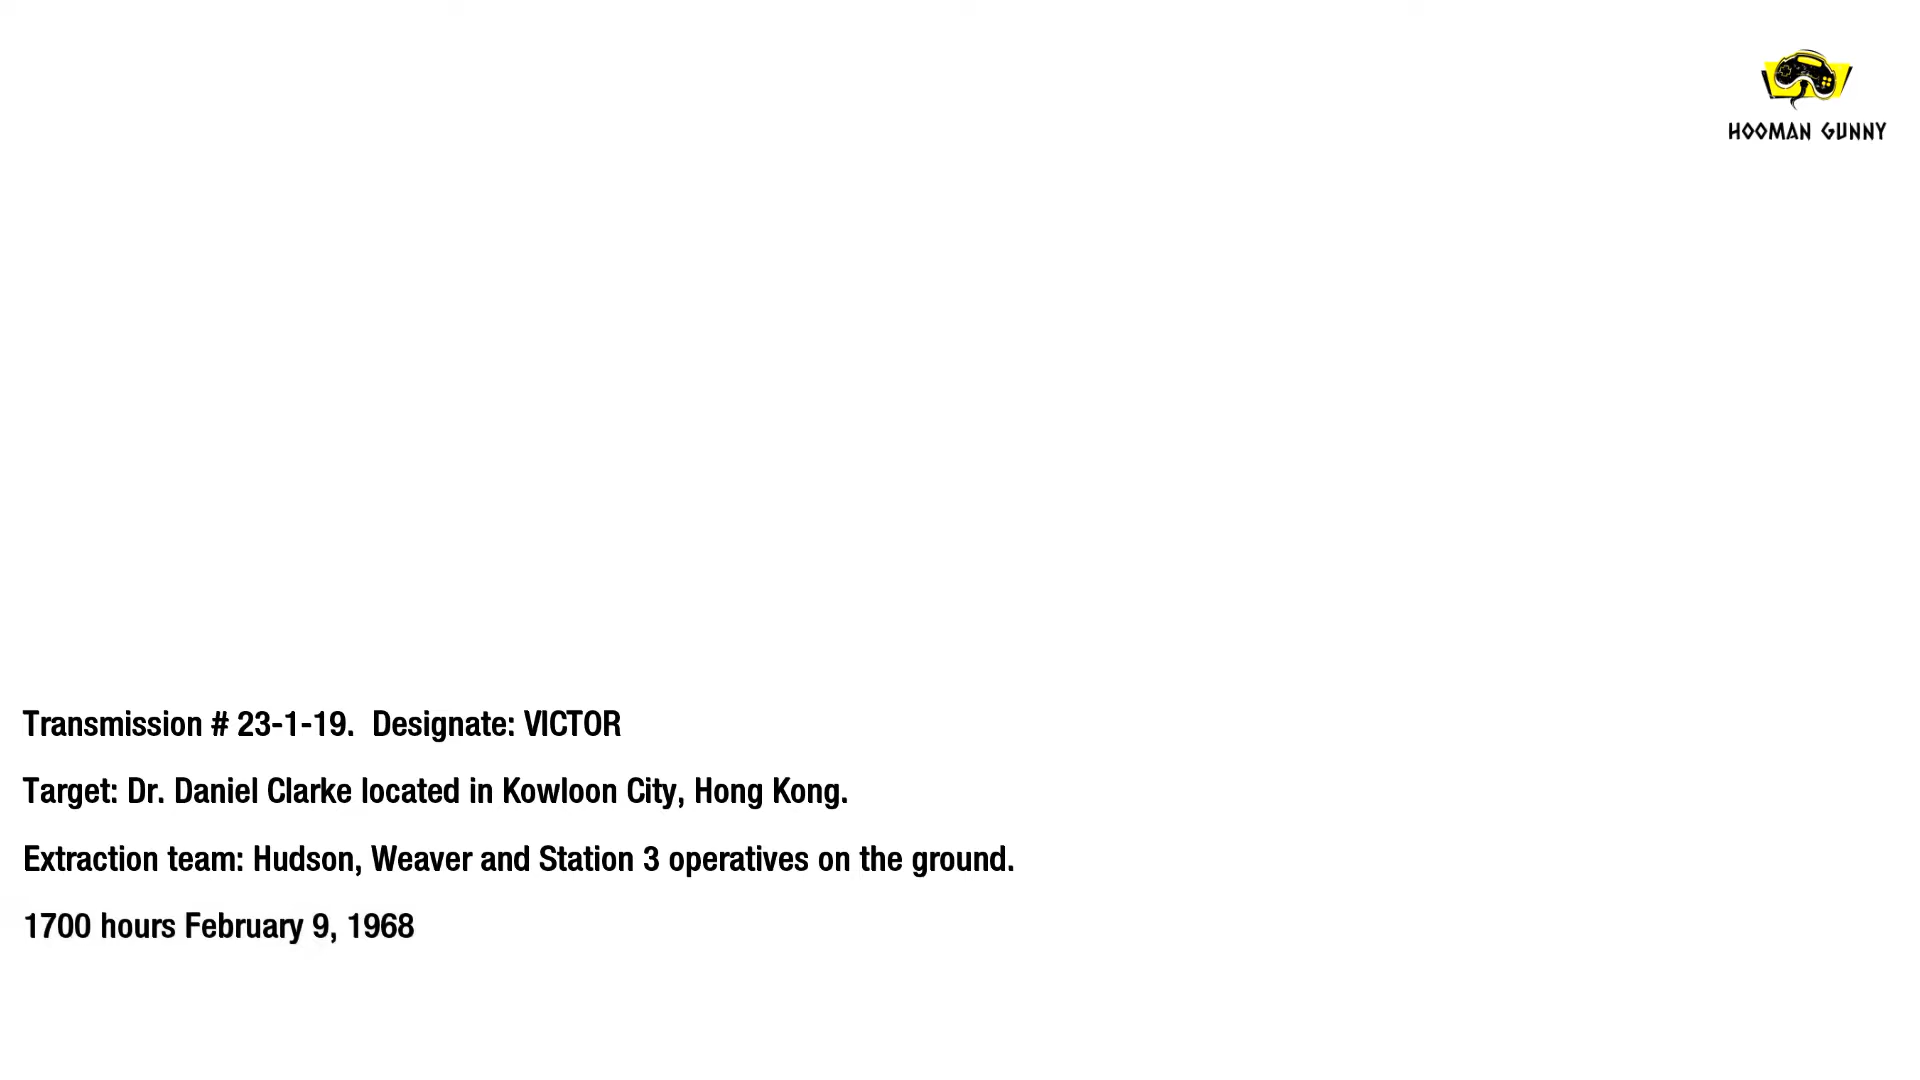 HOOMAN GUNNY
Transmission # 23-1-19.  Designate: VICTOR
Target: Dr. Daniel Clarke located in Kowloon City, Hong Kong.
Extraction team: Hudson, Weaver and Station 3 operatives on the ground.
1700 hours February 9, 1968